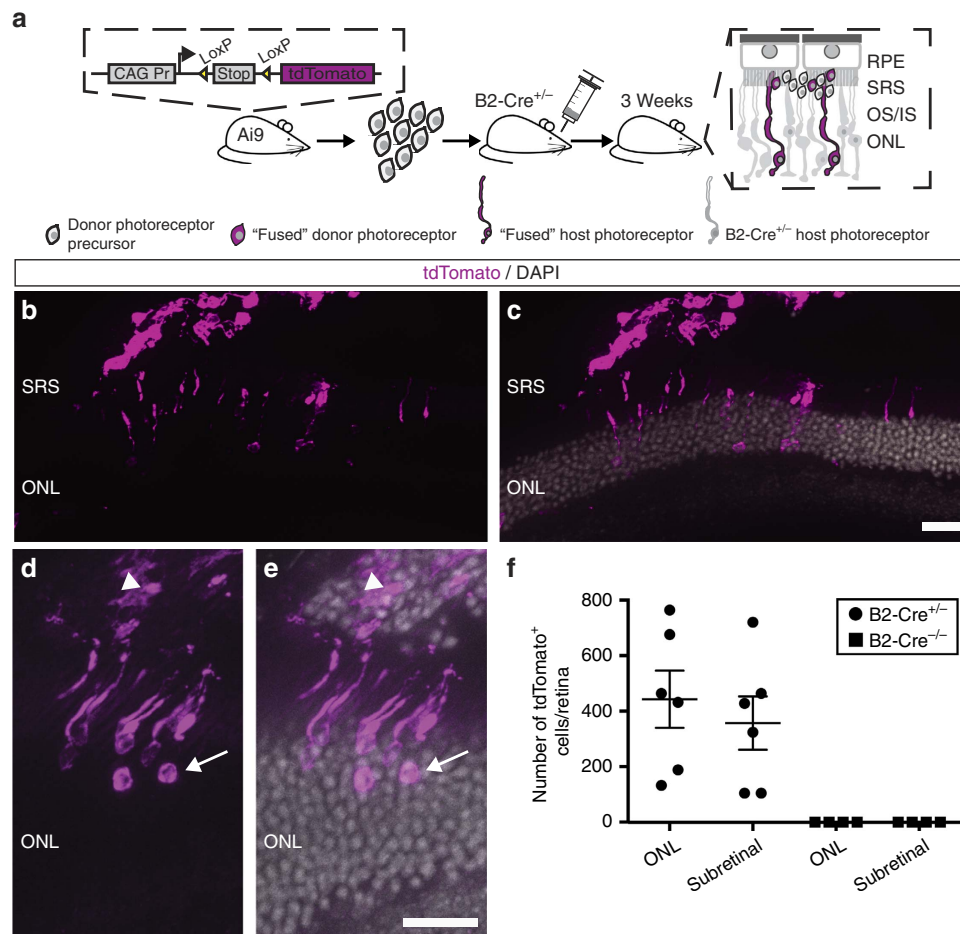 a
LoxP LoxP
CAG Pr Stop tdTomato
Ai9
B2-Cre+/–
3 Weeks
RPE
SRS
OS/IS
ONL
Donor photoreceptor
precursor
"Fused" donor photoreceptor
"Fused" host photoreceptor
B2-Cre+/– host photoreceptor
tdTomato / DAPI
b
SRS
ONL
c
SRS
ONL
d
ONL
e
f
Number of tdTomato+
cells/retina
800
600
400
200
0
B2-Cre+/–
B2-Cre–/–
ONL
Subretinal
ONL
Subretinal